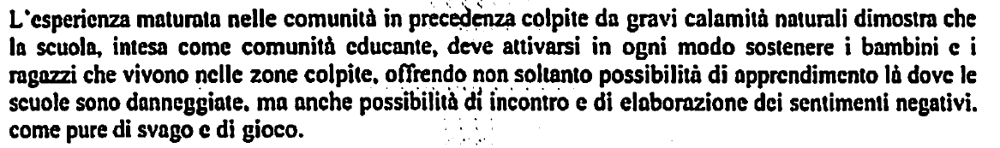 L'esperienza maturata nelle comunità in precedenza colpite da gravi calamità naturali dimostra che
la scuola, intesa come comunità educante, deve attivarsi in ogni modo sostenere i bambini e i
ragazzi che vivono nelle zone colpite, offrendo non soltanto possibilità di apprendimento là dove le
scuole sono danneggiate, ma anche possibilità di incontro e di elaborazione dei sentimenti negativi,
come pure di svago e di gioco.